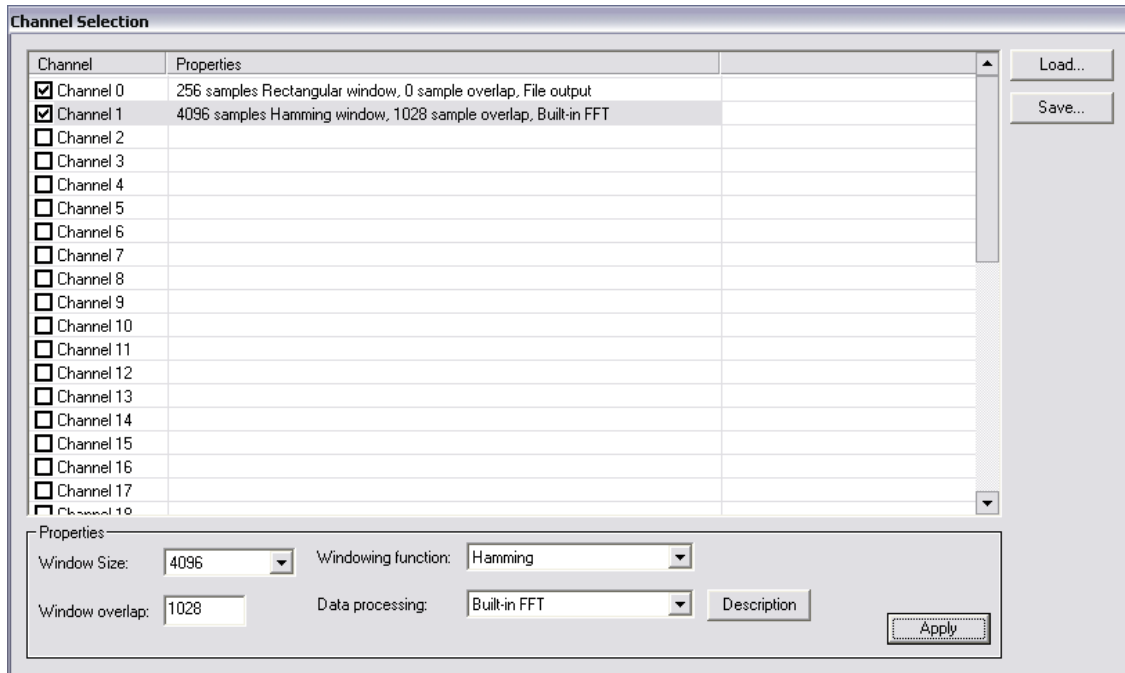 Channel Selection
Channel Properties
Channel 0 256 samples Rectangular window, 0 sample overlap, File output
Channel 1 4096 samples Hamming window, 1028 sample overlap, Built-in FFT
Channel 2
Channel 3
Channel 4
Channel 5
Channel 6
Channel 7
Channel 8
Channel 9
Channel 10
Channel 11
Channel 12
Channel 13
Channel 14
Channel 15
Channel 16
Channel 17
Channel 18
Load...
Save...
Properties
Window Size: 4096 Windowing function: Hamming
Window overlap: 1028 Data processing: Built-in FFT Description
Apply